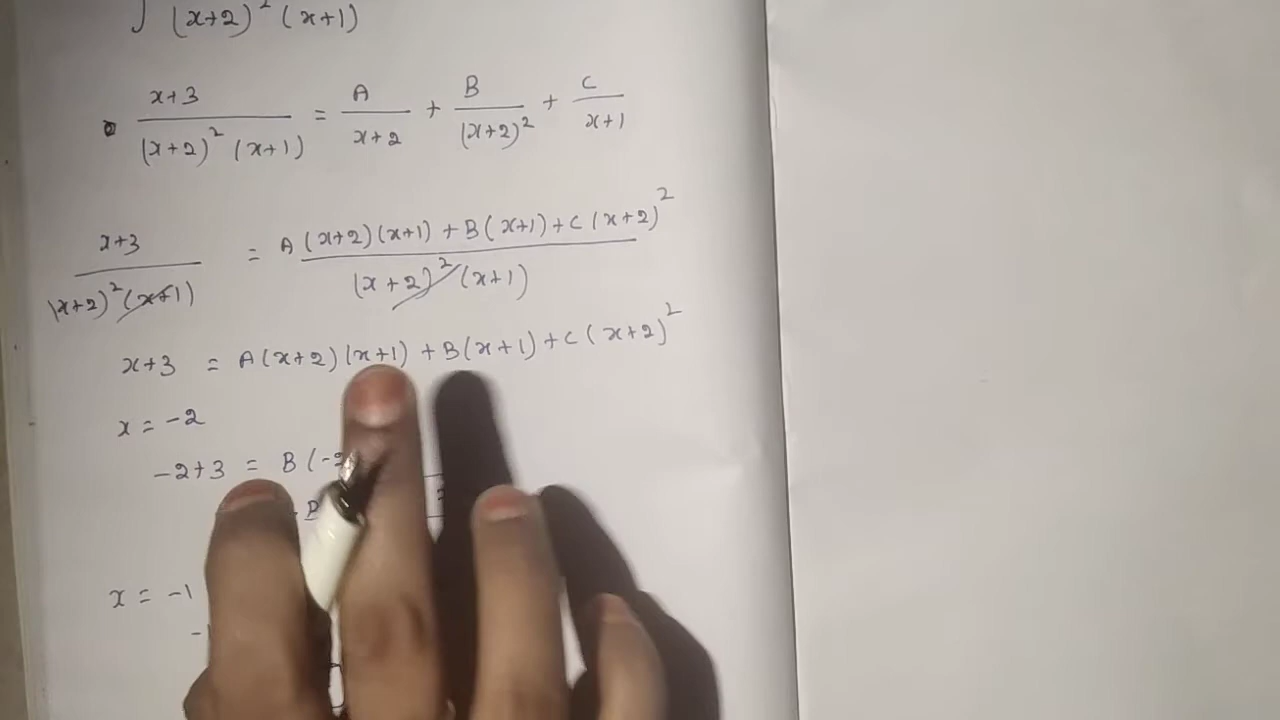 ∫ (x+2)² (x+1)
x+3 / (x+2)² (x+1) = A / x+2 + B / (x+2)² + C / x+1
x+3 / (x+2)² (x+1) = A (x+2)(x+1) + B (x+1) + C (x+2)² / (x+2)² (x+1)
x+3 = A (x+2) (x+1) + B (x+1) + C (x+2)²
x = -2
-2+3 = B (-2
x = -1